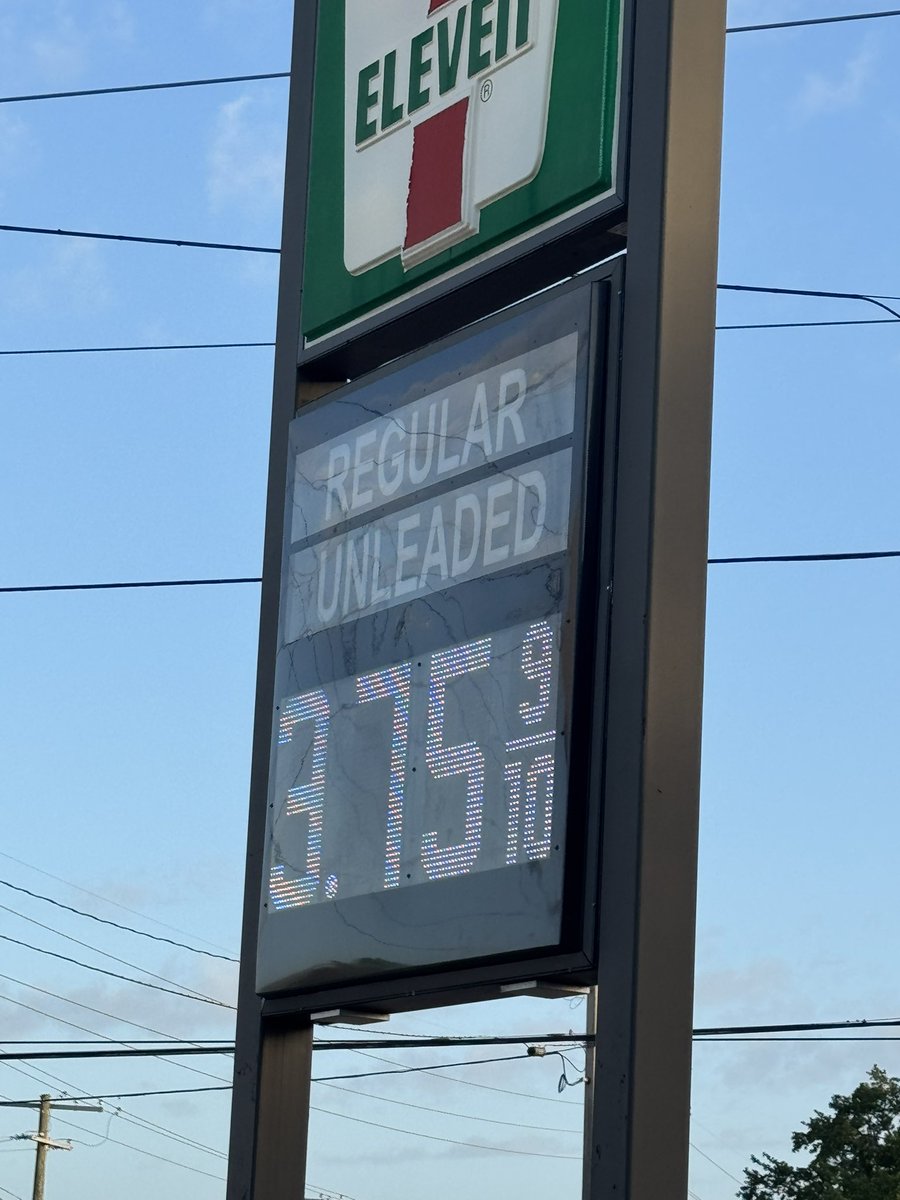 ELEVEn®
REGULAR
UNLEADED
3.75 9/10